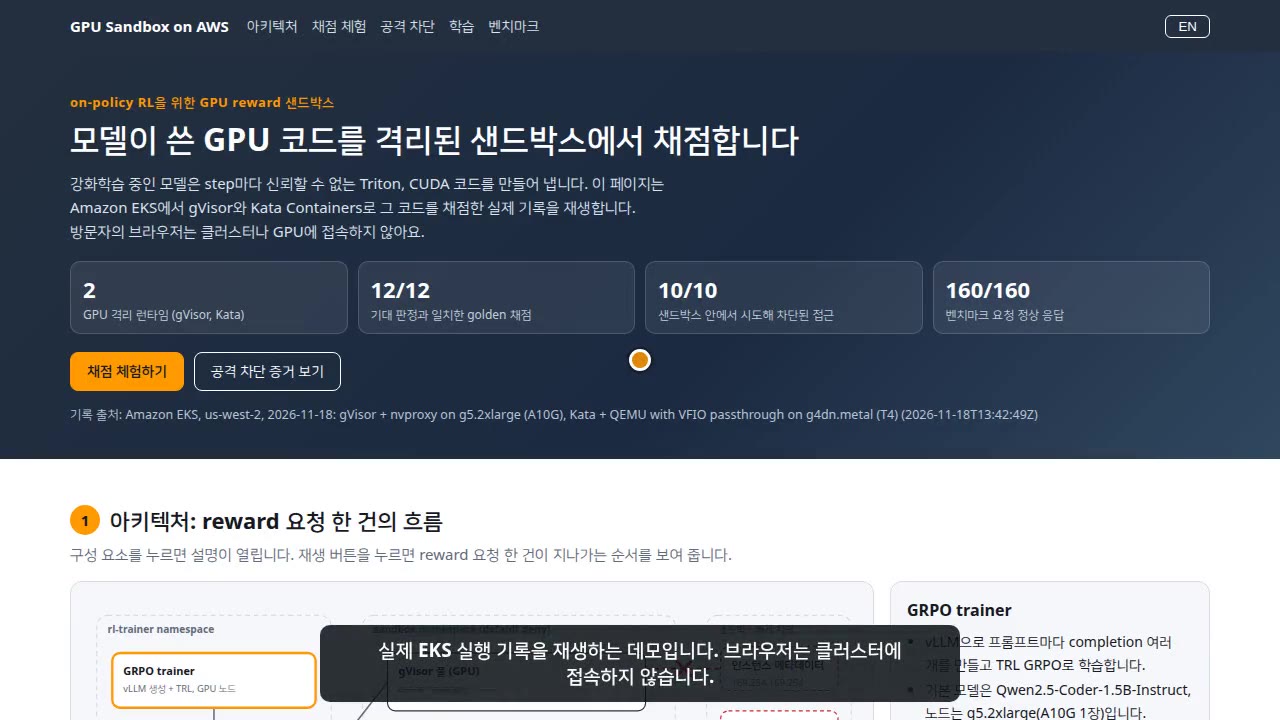 GPU Sandbox on AWS 아키텍처 채점 체험 공격 차단 학습 벤치마크 EN
on-policy RL을 위한 GPU reward 샌드박스
모델이 쓴 GPU 코드를 격리된 샌드박스에서 채점합니다
강화학습 중인 모델은 step마다 신뢰할 수 없는 Triton, CUDA 코드를 만들어 냅니다. 이 페이지는
Amazon EKS에서 gVisor와 Kata Containers로 그 코드를 채점한 실제 기록을 재생합니다.
방문자의 브라우저는 클러스터나 GPU에 접속하지 않아요.
2
GPU 격리 런타임 (gVisor, Kata)
12/12
기대 판정과 일치한 golden 채점
10/10
샌드박스 안에서 시도해 차단된 접근
160/160
벤치마크 요청 정상 응답
채점 체험하기
공격 차단 증거 보기
기록 출처: Amazon EKS, us-west-2, 2026-11-18: gVisor + nvproxy on g5.2xlarge (A10G), Kata + QEMU with VFIO passthrough on g4dn.metal (T4) (2026-11-18T13:42:49Z)
1 아키텍처: reward 요청 한 건의 흐름
구성 요소를 누르면 설명이 열립니다. 재생 버튼을 누르면 reward 요청 한 건이 지나가는 순서를 보여 줍니다.
rl-trainer namespace
GRPO trainer
vLLM 생성 + TRL, GPU 노드
gVisor 풀 (GPU)
인스턴스 메타데이터
GRPO trainer
vLLM으로 프롬프트마다 completion 여러
개를 만들고 TRL GRPO로 학습합니다.
기본 모델은 Qwen2.5-Coder-1.5B-Instruct,
노드는 g5.2xlarge(A10G 1장)입니다.
실제 EKS 실행 기록을 재생하는 데모입니다. 브라우저는 클러스터에
접속하지 않습니다.